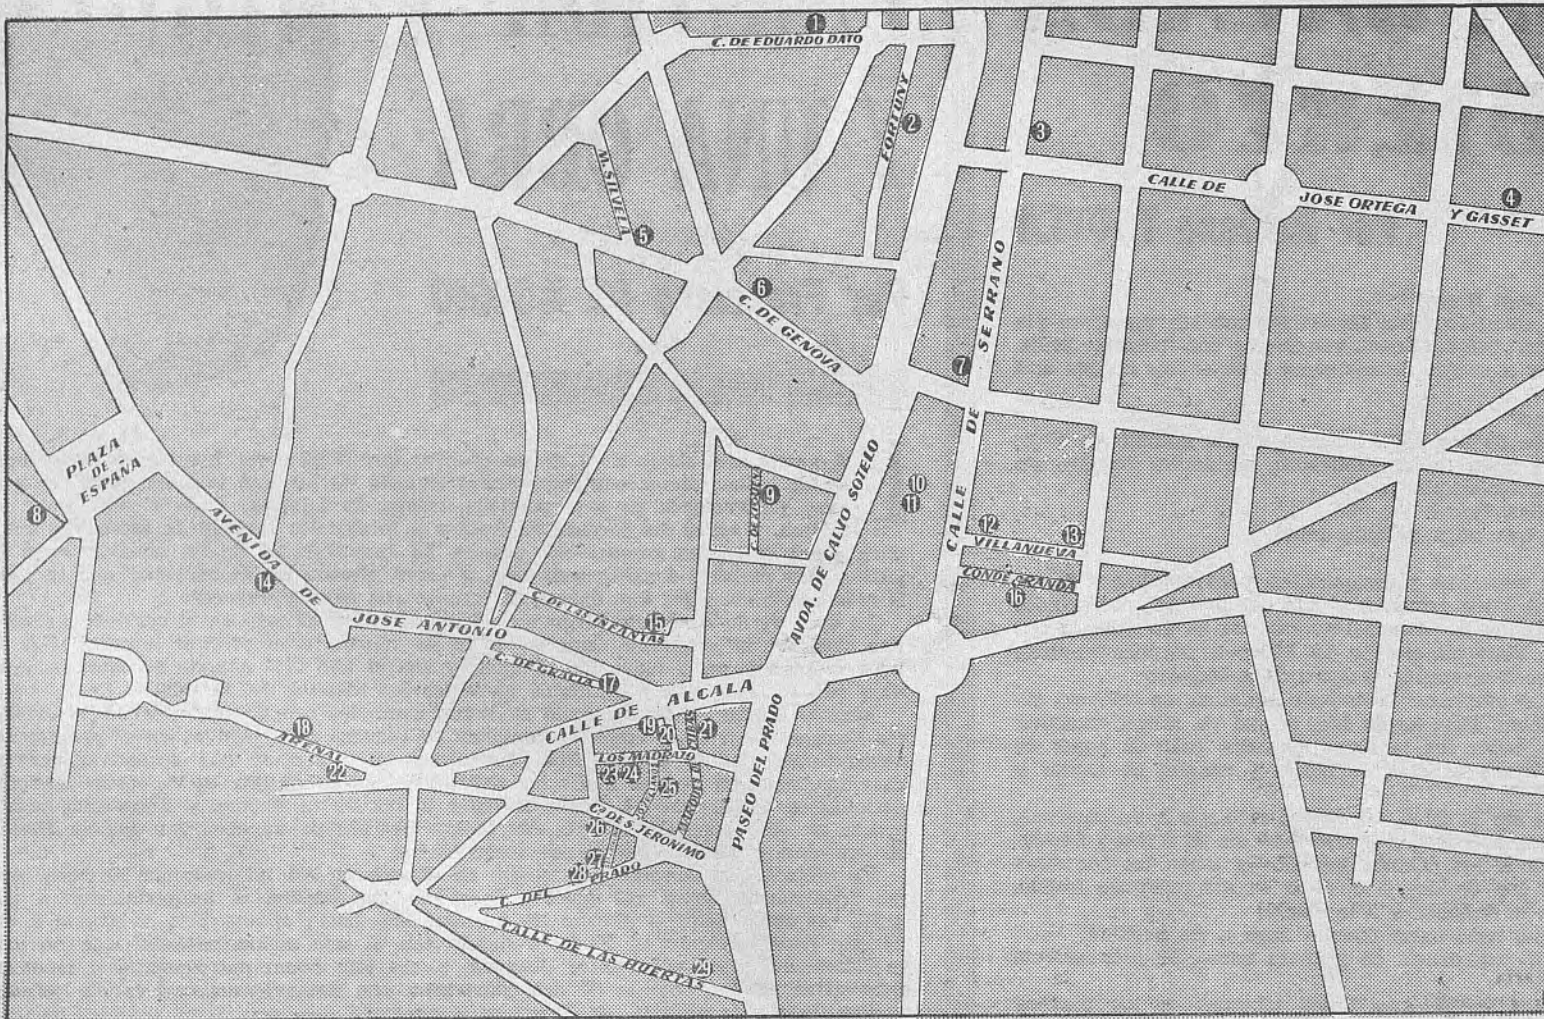 1
C. DE EDUARDO DATO
FORTUNY
2
3
M. SILVELA
CALLE DE
JOSE ORTEGA
4
Y GASSET
5
6
C. DE GENOVA
CALLE DE SERRANO
7
PLAZA
DE
ESPAÑA
8
9
10
11
AVDA. DE CALVO SOTELO
12
VILLANUEVA
13
CONDE ARANDA
16
AVENIDA DE
14
JOSE ANTONIO
C. DE LAS INFANTAS
15
C. DE GRACIA
17
CALLE DE ALCALA
18
ARENAL
22
19
20
21
LOS MADRAZO
23
24
25
MARQUES DE CUBAS
PASEO DEL PRADO
Cª DE S. JERONIMO
26
27
28
C. DEL PRADO
CALLE DE LAS HUERTAS
29